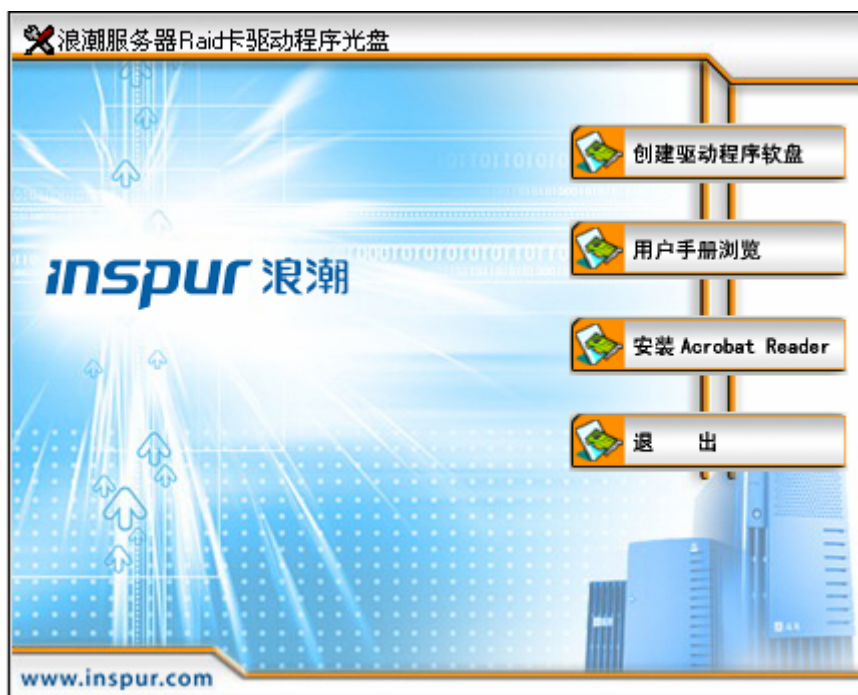 浪潮服务器Raid卡驱动程序光盘
创建驱动程序软盘
用户手册浏览
inspur 浪潮
安装 Acrobat Reader
退 出
www.inspur.com